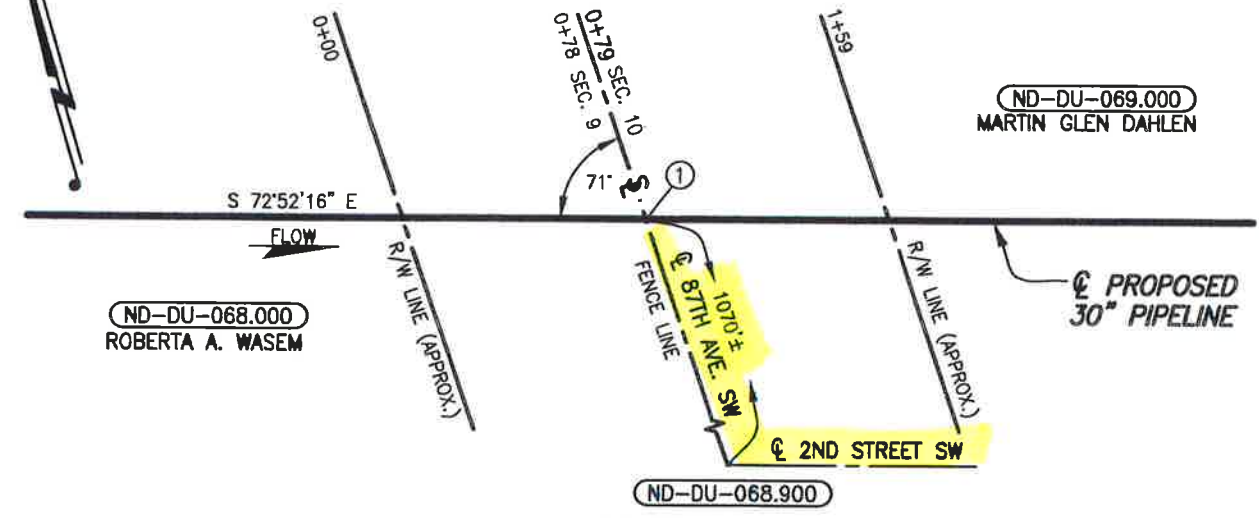 0+00
0+78 SEC. 9
0+79 SEC. 10
1+59
ND-DU-069.000
MARTIN GLEN DAHLEN
71°
1
S 72°52'16" E
FLOW
R/W LINE (APPROX.)
FENCE LINE
℄ 87TH AVE. SW
1070'±
R/W LINE (APPROX.)
℄ PROPOSED
30" PIPELINE
ND-DU-068.000
ROBERTA A. WASEM
℄ 2ND STREET SW
ND-DU-068.900